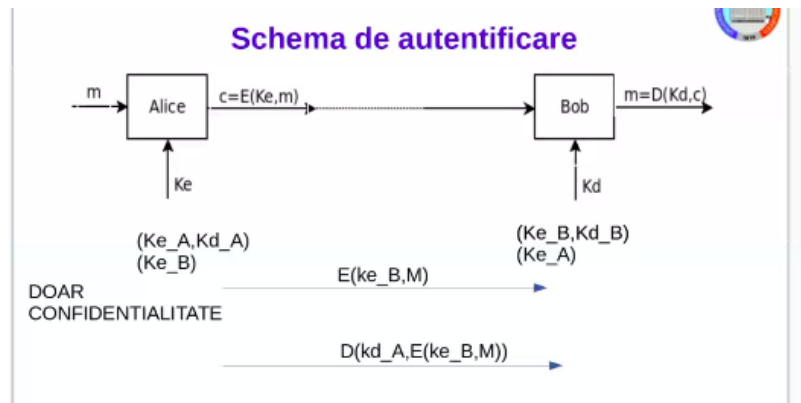 Schema de autentificare
m
Alice
c=E(Ke,m)
Bob
m=D(Kd,c)
Ke
Kd
(Ke_A,Kd_A)
(Ke_B)
(Ke_B,Kd_B)
(Ke_A)
E(ke_B,M)
DOAR
CONFIDENTIALITATE
D(kd_A,E(ke_B,M))